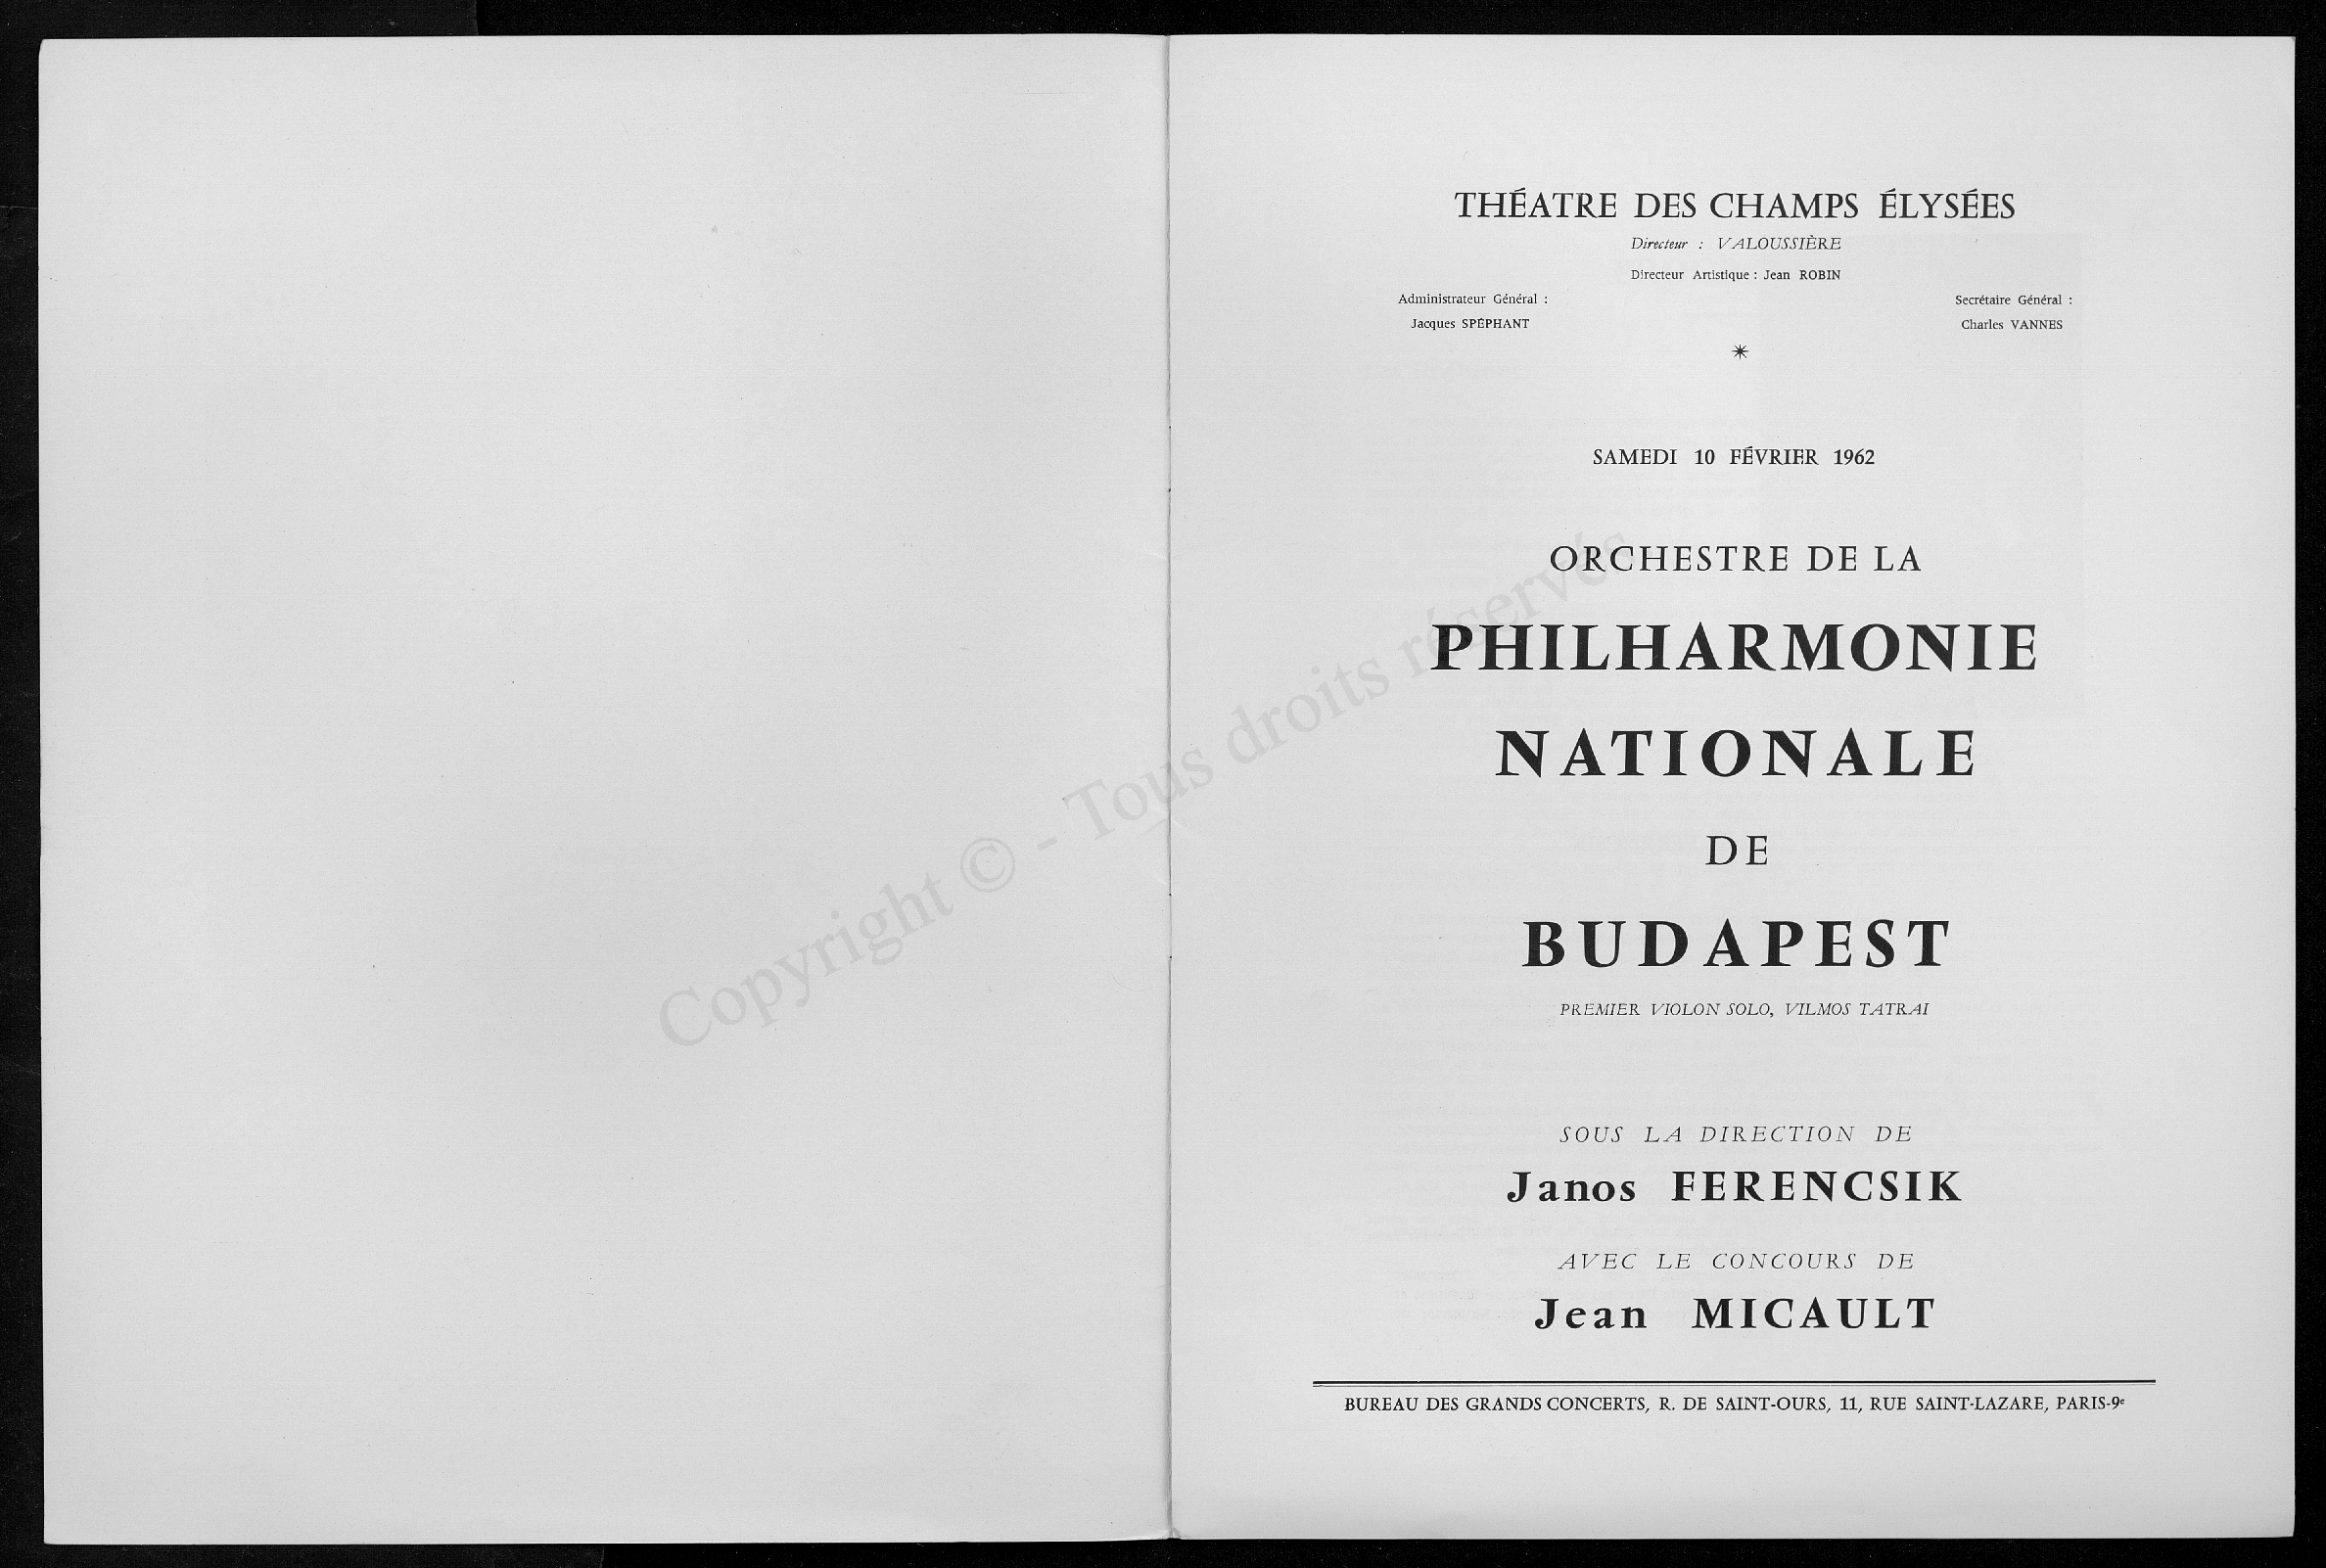 THÉATRE DES CHAMPS ÉLYSÉES
Directeur : VALOUSSIÈRE
Directeur Artistique : Jean ROBIN
Administrateur Général :
Jacques SPÉPHANT
Secrétaire Général :
Charles VANNES
SAMEDI 10 FÉVRIER 1962
ORCHESTRE DE LA
PHILHARMONIE
NATIONALE
DE
BUDAPEST
PREMIER VIOLON SOLO, VILMOS TATRAI
SOUS LA DIRECTION DE
Janos FERENCSIK
AVEC LE CONCOURS DE
Jean MICAULT
BUREAU DES GRANDS CONCERTS, R. DE SAINT-OURS, 11, RUE SAINT-LAZARE, PARIS-9e
Copyright © - Tous droits réservés